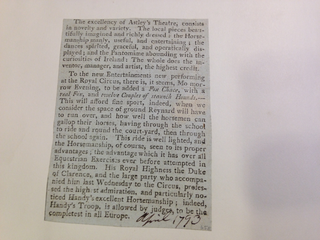 The excellency of Astley's Theatre, consists
in novelty and variety. The local pieces beau-
tifully imagined and richly dressed; the Horse-
manship manly, useful, and entertaining; the
dances spirited, graceful, and operatically dis-
played; and the Pantomime abounding with the
curiosities of Ireland: The whole does the in-
ventor, manager, and artist, the highest credit.
To the new Entertainments now performing
at the Royal Circus, there is, it seems, Mo
row Evening, to be added a Fox Chace, with a
real Fox, and twelve Couples of Hounds.
This will afford fine sport, indeed, when we
consider the space of ground Reynard will have
to run over, and how well the horsemen can
gallop their horses, having through the school
to ride and round the court-yard, then through
the school again. This ride is well lighted, and
the Horsemanship, of course, seen to its proper
advantages; the advantage which it has over all
Equestrian Exercises ever before attempted in
this kingdom. His Royal Highness the Duke
of Clarence, and the large party who accompa-
nied him last Wednesday to the Circus, profes-
sed the high st admiration, and particularly no-
ticed Handy's excellent Horsemanship; indeed,
Handy's Troop, is allowed by judges, to be the
completest in all Europe. April 1793